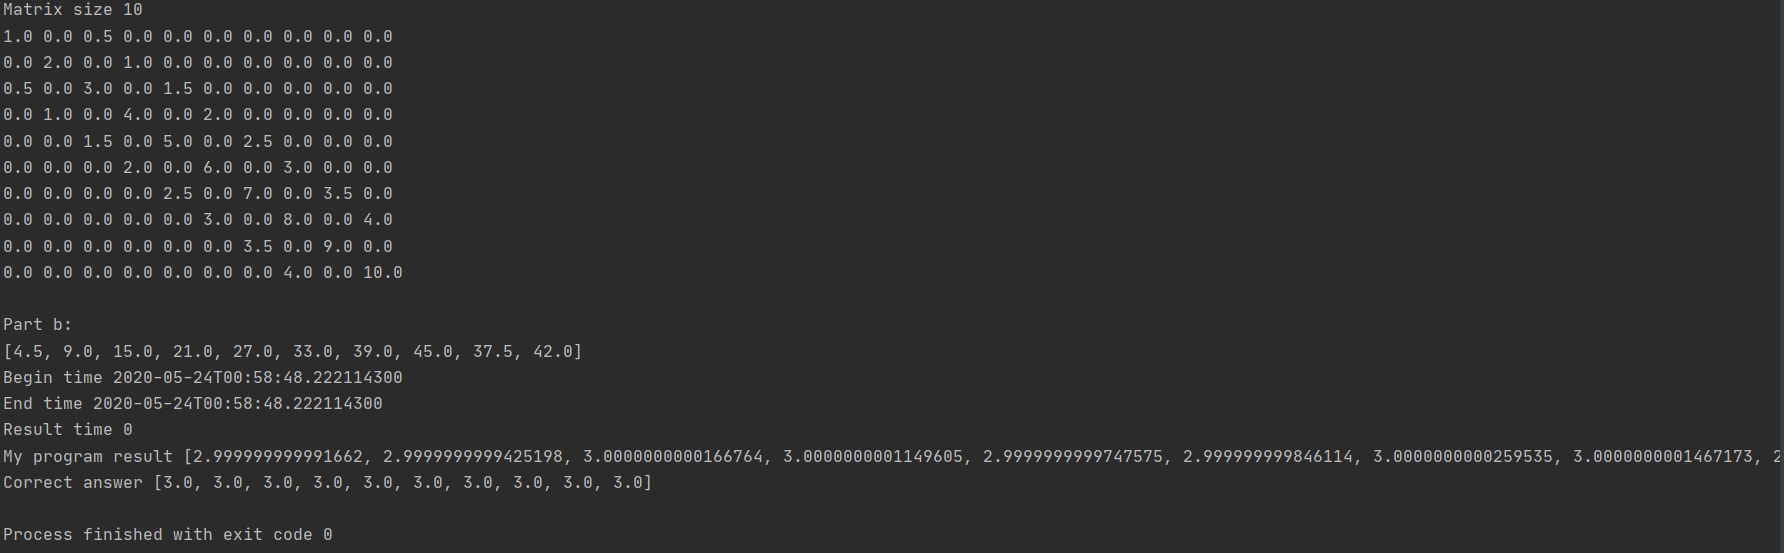 Matrix size 10
1.0 0.0 0.5 0.0 0.0 0.0 0.0 0.0 0.0 0.0
0.0 2.0 0.0 1.0 0.0 0.0 0.0 0.0 0.0 0.0
0.5 0.0 3.0 0.0 1.5 0.0 0.0 0.0 0.0 0.0
0.0 1.0 0.0 4.0 0.0 2.0 0.0 0.0 0.0 0.0
0.0 0.0 1.5 0.0 5.0 0.0 2.5 0.0 0.0 0.0
0.0 0.0 0.0 2.0 0.0 6.0 0.0 3.0 0.0 0.0
0.0 0.0 0.0 0.0 2.5 0.0 7.0 0.0 3.5 0.0
0.0 0.0 0.0 0.0 0.0 3.0 0.0 8.0 0.0 4.0
0.0 0.0 0.0 0.0 0.0 0.0 3.5 0.0 9.0 0.0
0.0 0.0 0.0 0.0 0.0 0.0 0.0 4.0 0.0 10.0
Part b:
[4.5, 9.0, 15.0, 21.0, 27.0, 33.0, 39.0, 45.0, 37.5, 42.0]
Begin time 2020-05-24T00:58:48.222114300
End time 2020-05-24T00:58:48.222114300
Result time 0
My program result [2.999999999991662, 2.9999999999425198, 3.0000000000166764, 3.0000000001149605, 2.9999999999747575, 2.999999999846114, 3.0000000000259535, 3.0000000001467173, 2
Correct answer [3.0, 3.0, 3.0, 3.0, 3.0, 3.0, 3.0, 3.0, 3.0, 3.0]
Process finished with exit code 0